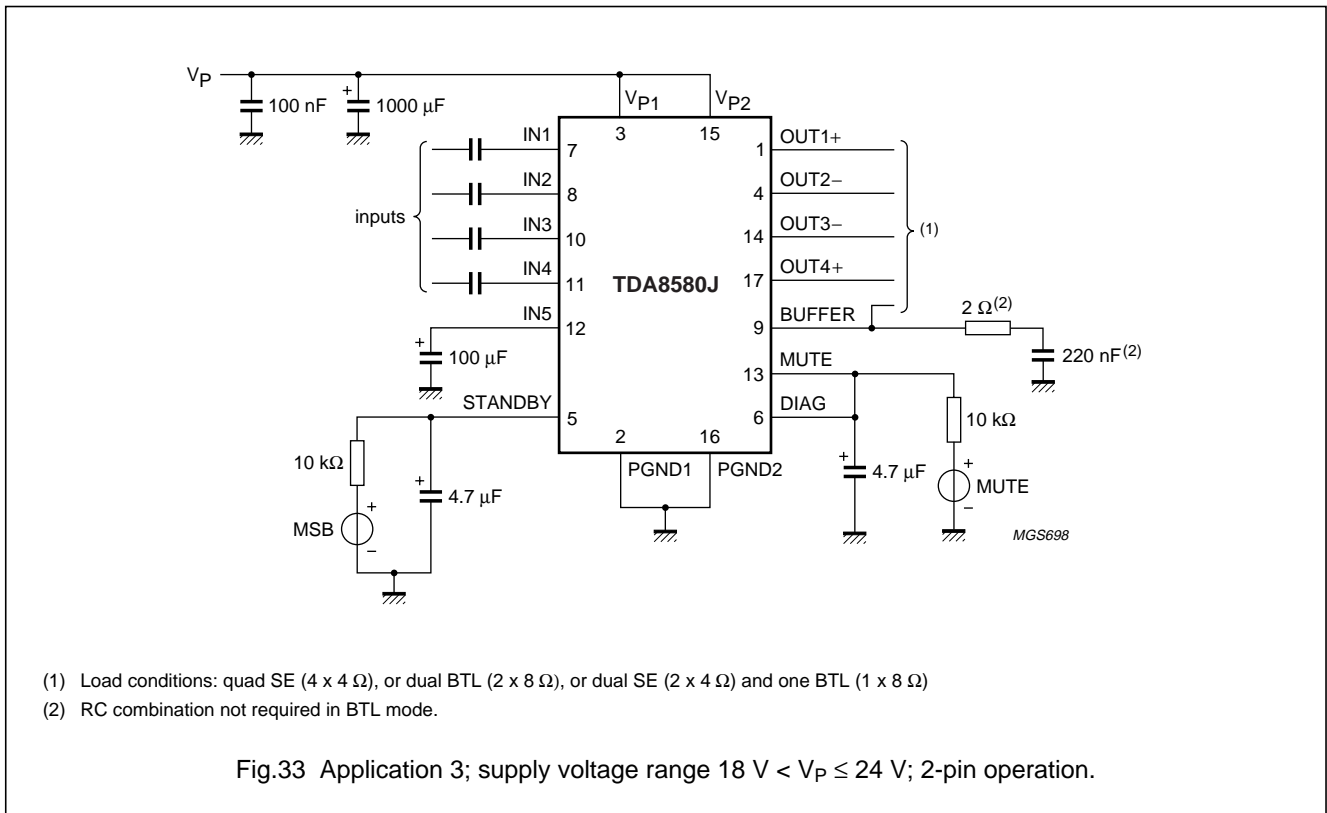 VP
100 nF
+
1000 μF
VP1
VP2
3
15
IN1
7
IN2
8
inputs
IN3
10
IN4
11
IN5
12
+
100 μF
STANDBY
5
10 kΩ
+
4.7 μF
+
MSB
−
TDA8580J
2
16
PGND1
PGND2
1
OUT1+
4
OUT2−
14
OUT3−
17
OUT4+
(1)
9
BUFFER
2 Ω(2)
220 nF(2)
13
MUTE
6
DIAG
10 kΩ
+
4.7 μF
+
MUTE
−
MGS698
(1) Load conditions: quad SE (4 x 4 Ω), or dual BTL (2 x 8 Ω), or dual SE (2 x 4 Ω) and one BTL (1 x 8 Ω)
(2) RC combination not required in BTL mode.
Fig.33 Application 3; supply voltage range 18 V < VP ≤ 24 V; 2-pin operation.